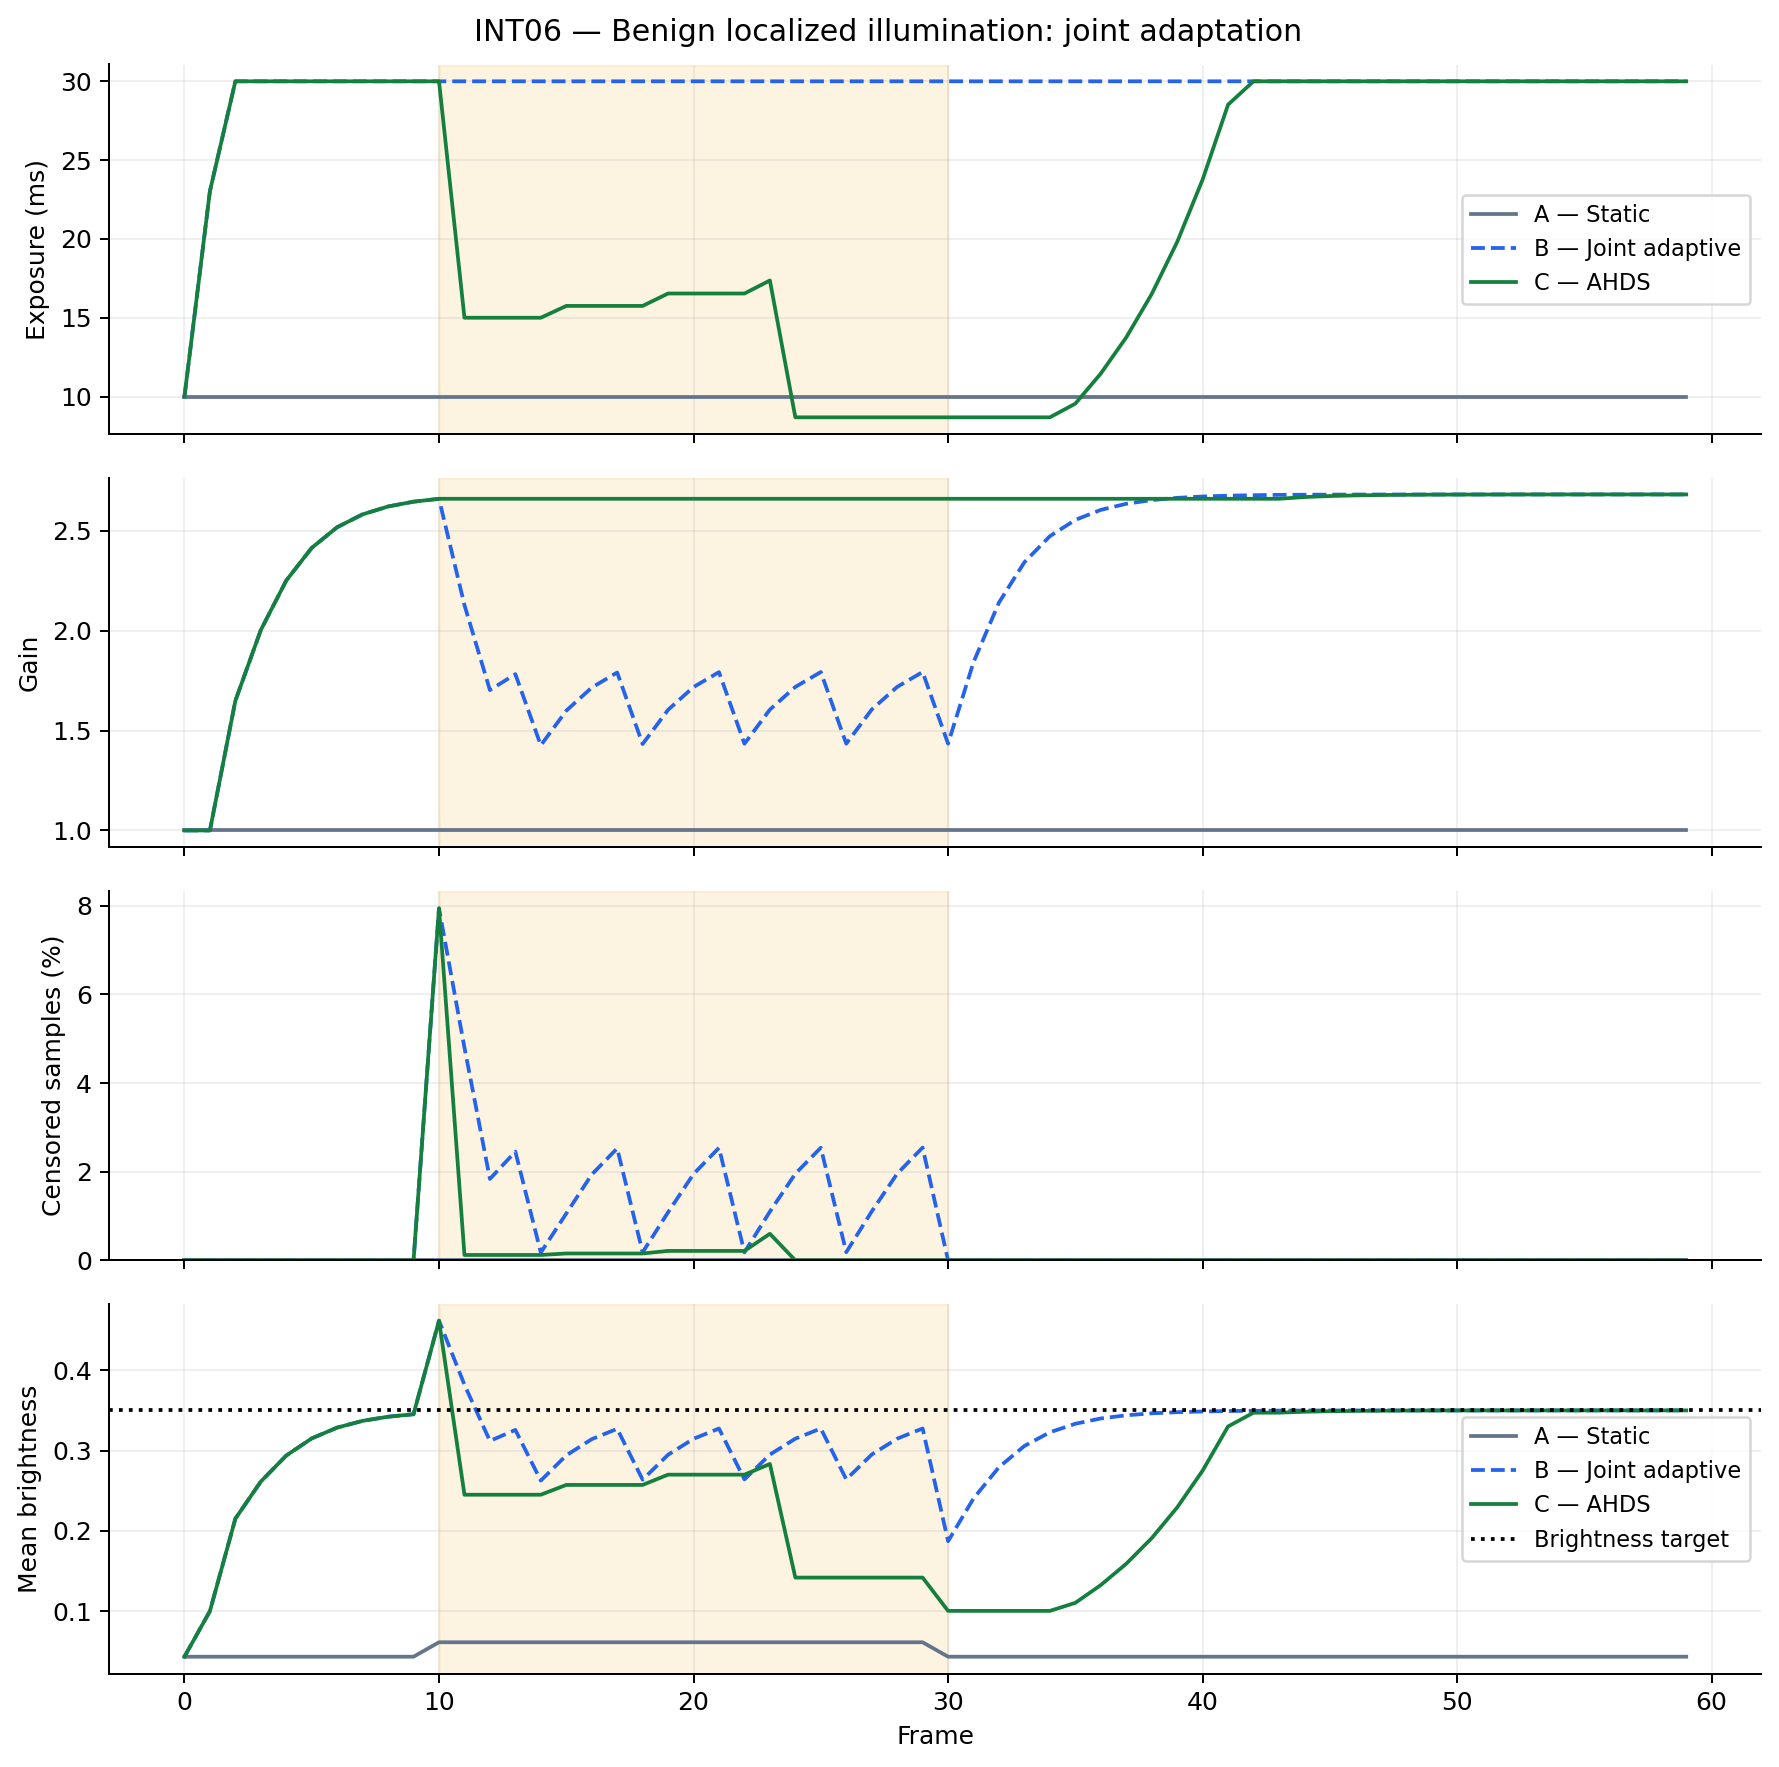 INT06 — Benign localized illumination: joint adaptation
Exposure (ms)
30
25
20
15
10
A — Static
B — Joint adaptive
C — AHDS
Gain
2.5
2.0
1.5
1.0
Censored samples (%)
8
6
4
2
0
Mean brightness
0.4
0.3
0.2
0.1
A — Static
B — Joint adaptive
C — AHDS
Brightness target
0 10 20 30 40 50 60
Frame